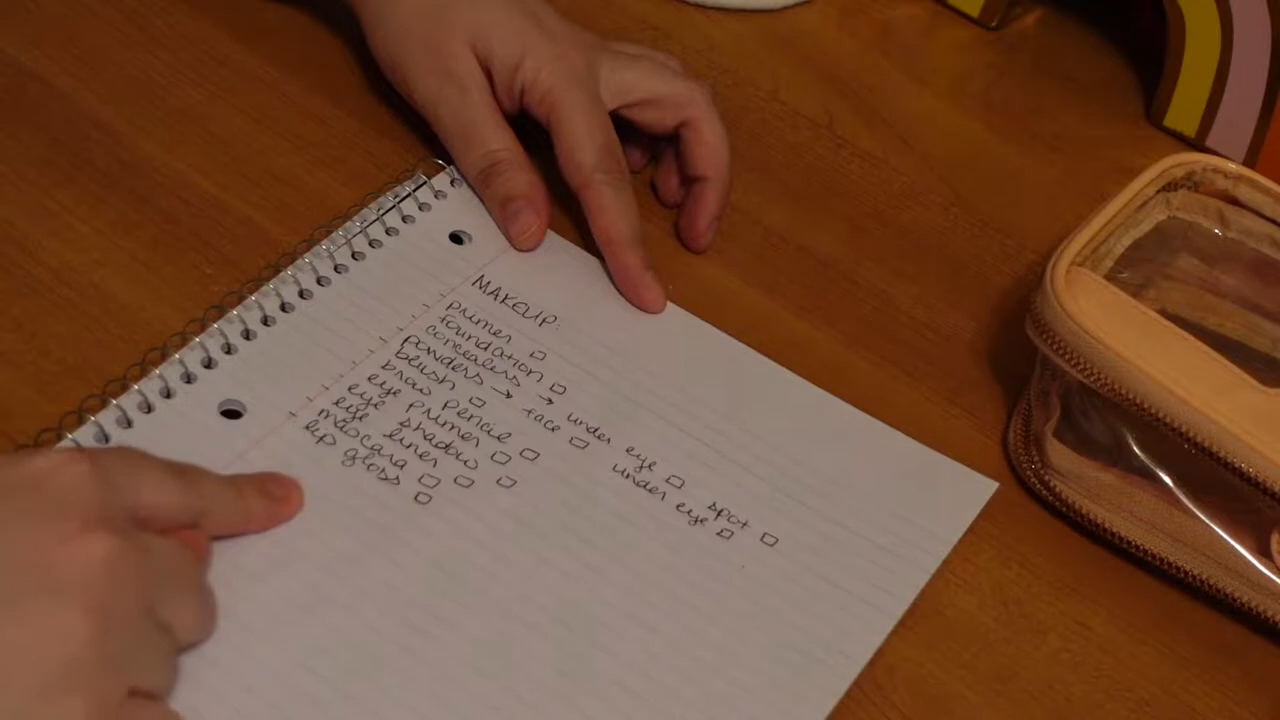 MAKEUP:
primer □
foundation □
concealers → under eye □ spot □
powders → face □ under eye □
blush □
brow pencil □
eye primer □
eye shadow □
eye liner □
mascara □
lip gloss □